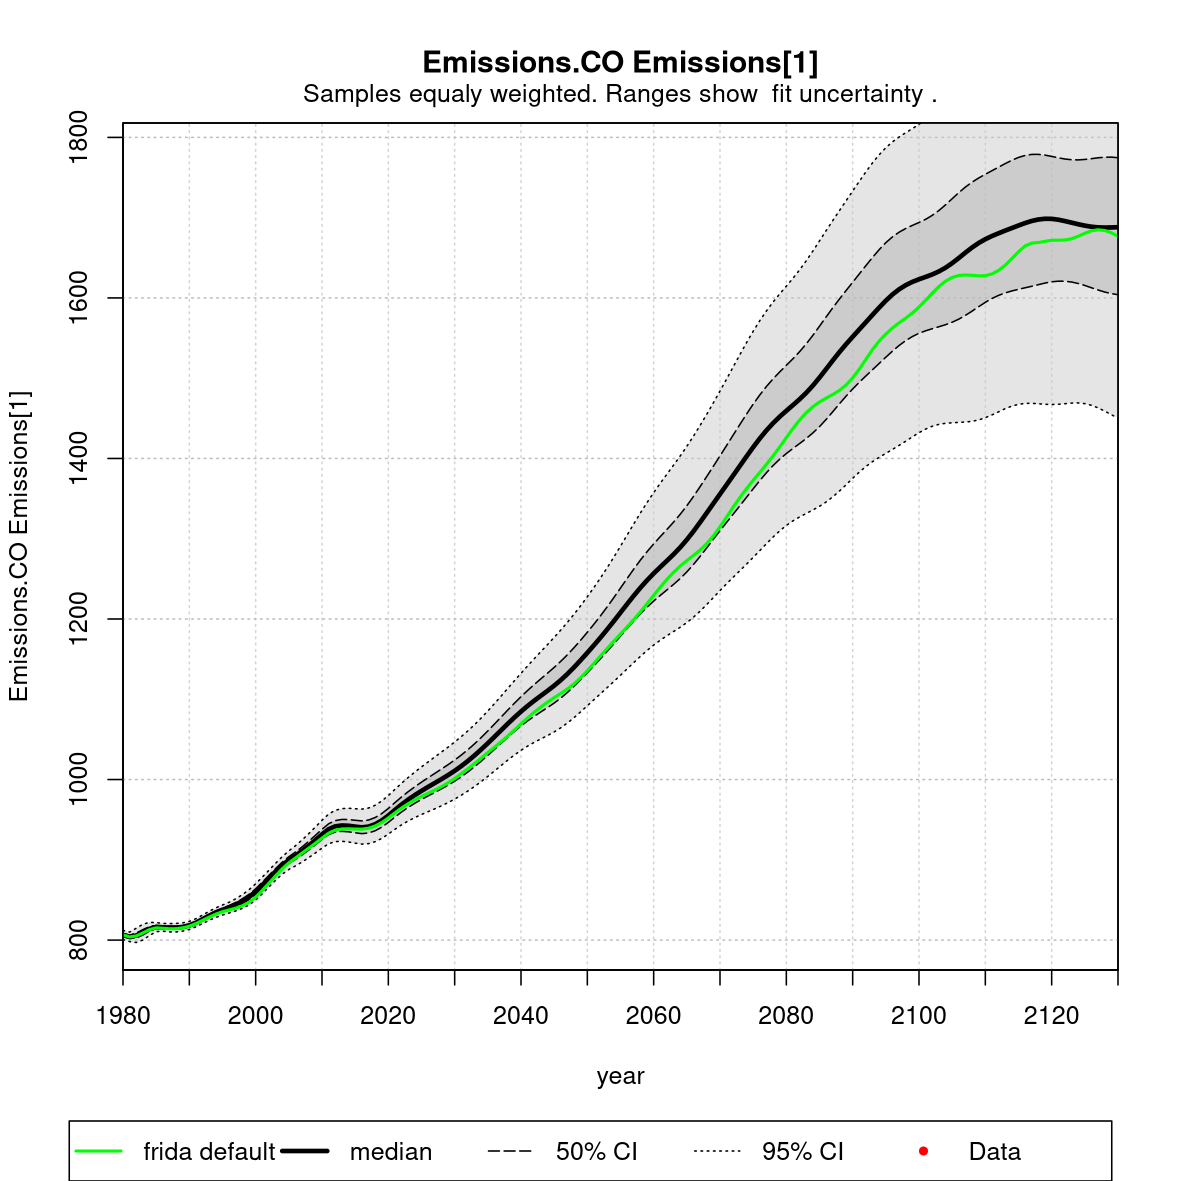 Emissions.CO Emissions[1]
Samples equaly weighted. Ranges show  fit uncertainty .
Emissions.CO Emissions[1]
1800
1600
1400
1200
1000
800
1980 2000 2020 2040 2060 2080 2100 2120
year
frida default median 50% CI 95% CI Data